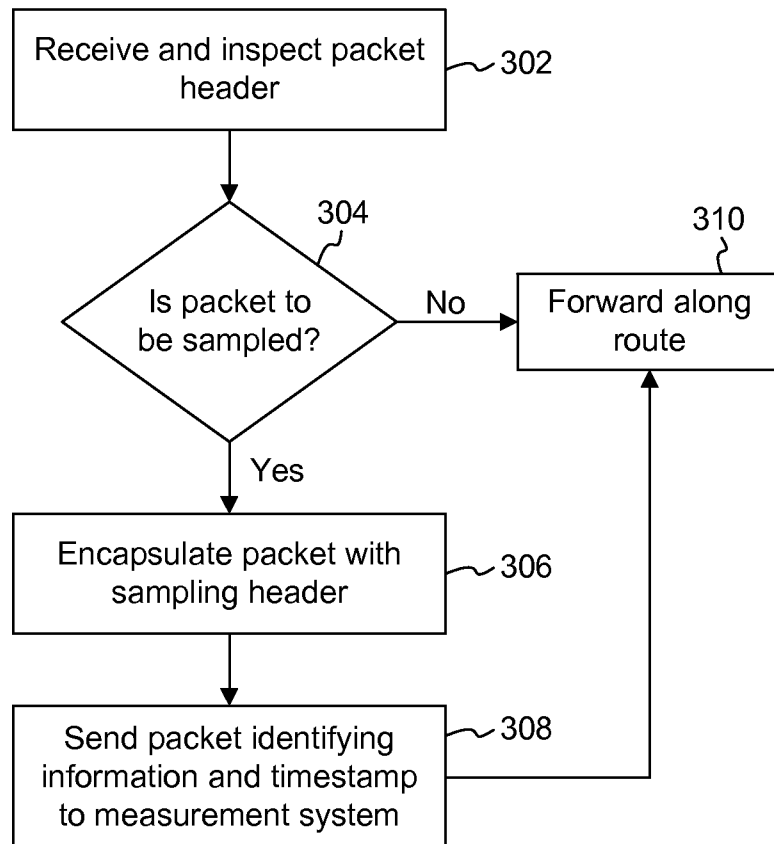 Receive and inspect packet
header
302
304
Is packet to
be sampled?
No
310
Forward along
route
Yes
Encapsulate packet with
sampling header
306
Send packet identifying
information and timestamp
to measurement system
308